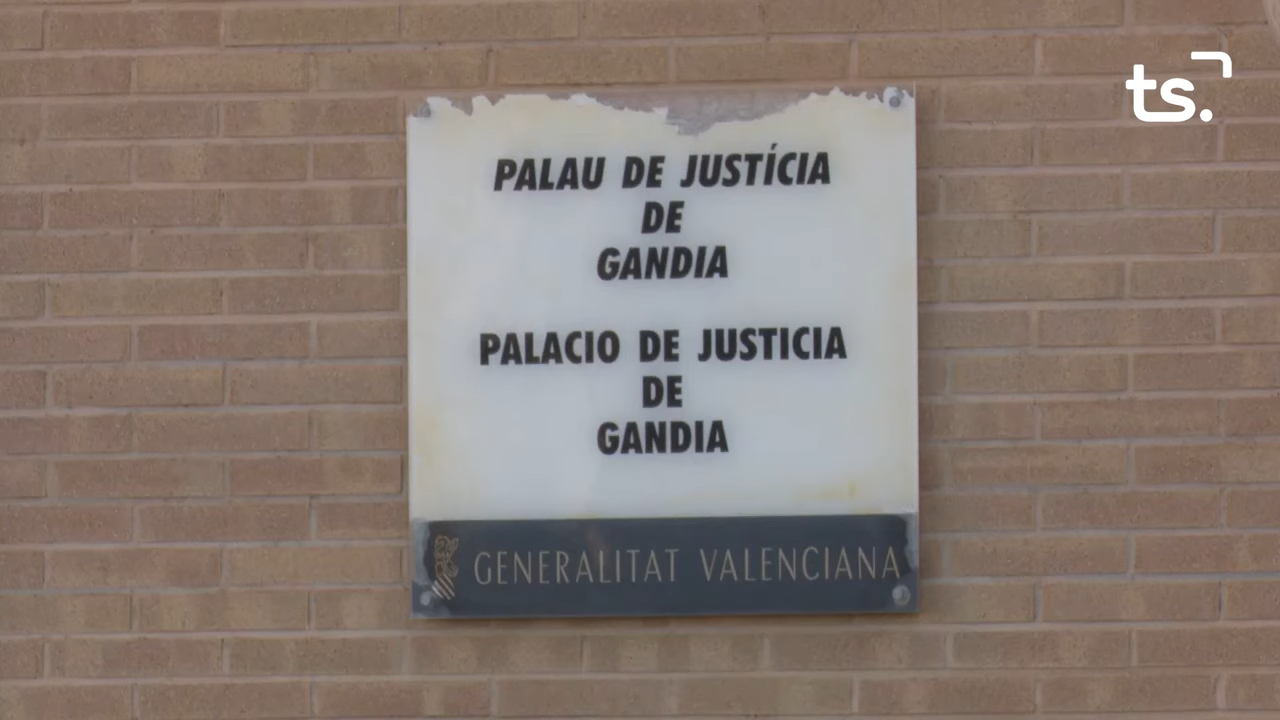 ts.
PALAU DE JUSTÍCIA
DE
GANDIA
PALACIO DE JUSTICIA
DE
GANDIA
GENERALITAT VALENCIANA